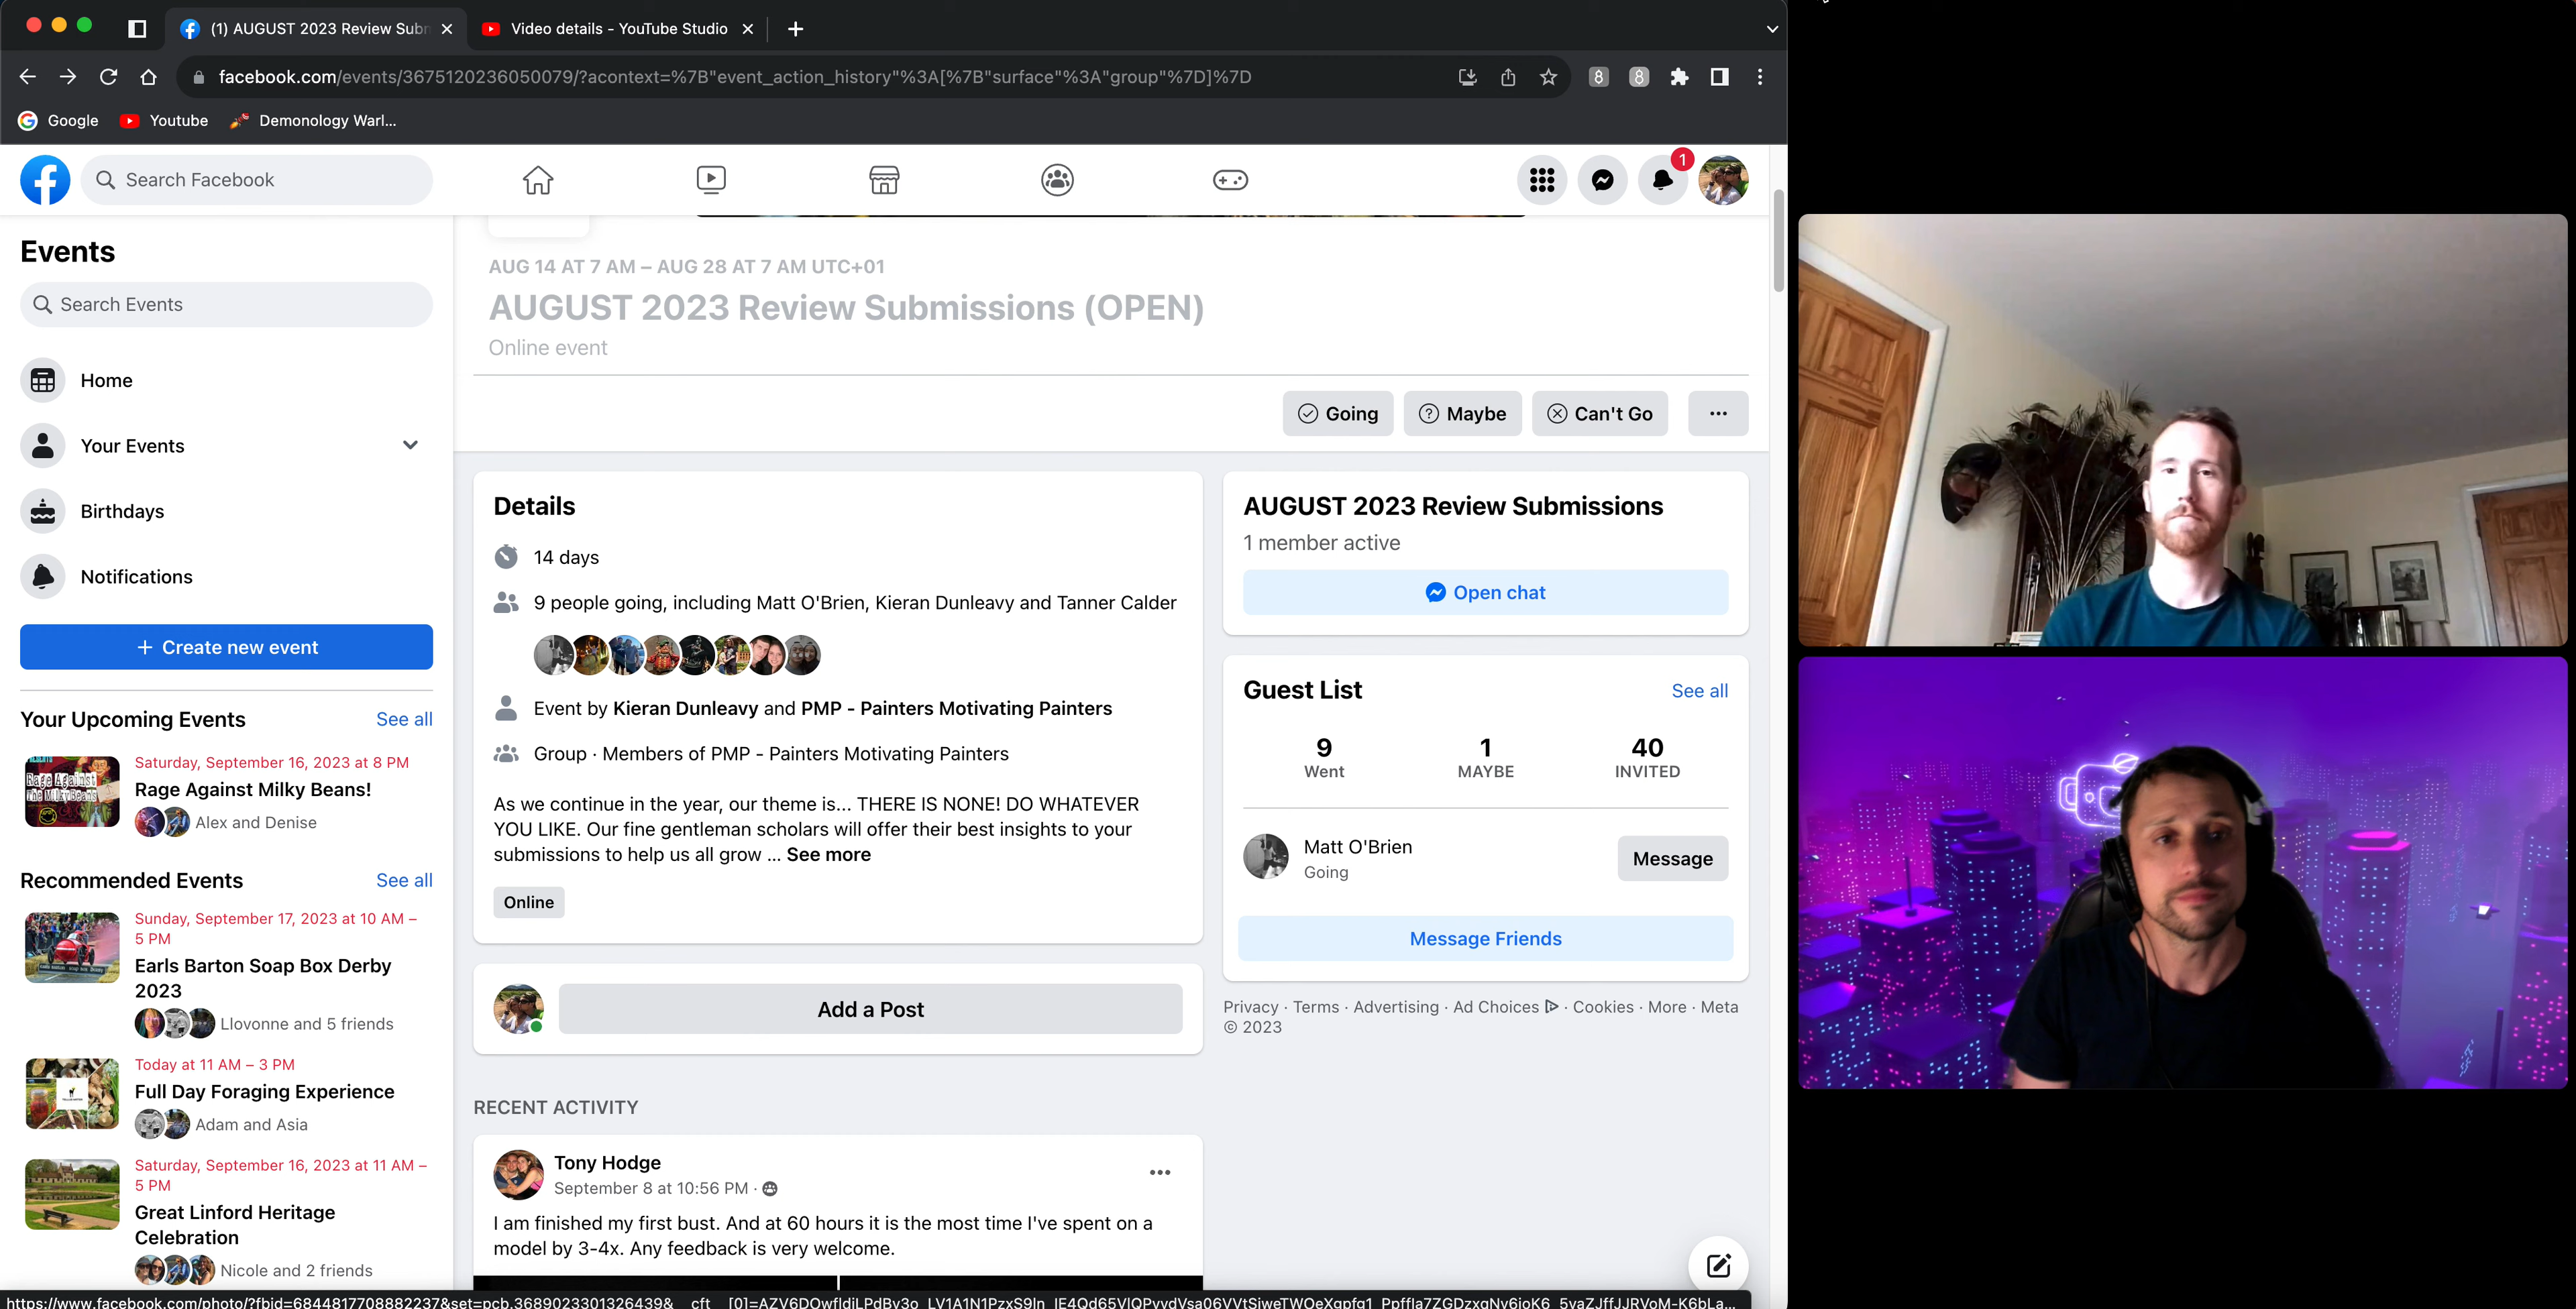 (1) AUGUST 2023 Review Subn
Video details - YouTube Studio
facebook.com/events/3675120236050079/?acontext=%7B"event_action_history"%3A[%7B"surface"%3A"group"%7D]%7D
Google
Youtube
Demonology Warl...
Search Facebook
1
Events
Search Events
Home
Your Events
Birthdays
Notifications
+ Create new event
Your Upcoming Events
See all
Saturday, September 16, 2023 at 8 PM
Rage Against Milky Beans!
Alex and Denise
Recommended Events
See all
Sunday, September 17, 2023 at 10 AM –
5 PM
Earls Barton Soap Box Derby
2023
Llovonne and 5 friends
Today at 11 AM – 3 PM
Full Day Foraging Experience
Adam and Asia
Saturday, September 16, 2023 at 11 AM –
5 PM
Great Linford Heritage
Celebration
Nicole and 2 friends
AUG 14 AT 7 AM – AUG 28 AT 7 AM UTC+01
AUGUST 2023 Review Submissions (OPEN)
Online event
Going
Maybe
Can't Go
Details
14 days
9 people going, including Matt O'Brien, Kieran Dunleavy and Tanner Calder
Event by Kieran Dunleavy and PMP - Painters Motivating Painters
Group · Members of PMP - Painters Motivating Painters
As we continue in the year, our theme is... THERE IS NONE! DO WHATEVER
YOU LIKE. Our fine gentleman scholars will offer their best insights to your
submissions to help us all grow ... See more
Online
Add a Post
RECENT ACTIVITY
Tony Hodge
September 8 at 10:56 PM ·
I am finished my first bust. And at 60 hours it is the most time I've spent on a
model by 3-4x. Any feedback is very welcome.
AUGUST 2023 Review Submissions
1 member active
Open chat
Guest List
See all
9
Went
1
MAYBE
40
INVITED
Matt O'Brien
Going
Message
Message Friends
Privacy · Terms · Advertising · Ad Choices · Cookies · More · Meta
© 2023